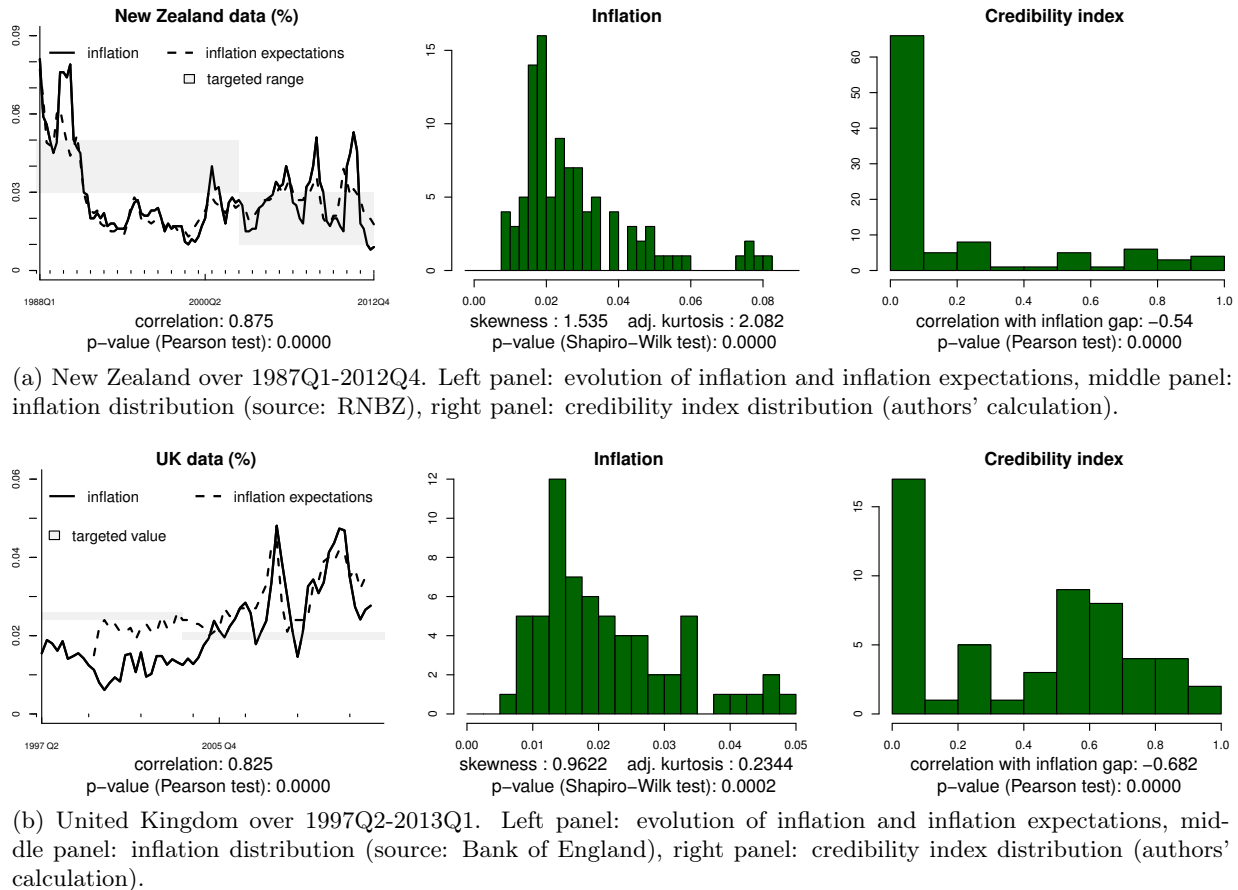 New Zealand data (%)
inflation
inflation expectations
targeted range
0
0.03
0.06
0.09
1988Q1
2000Q2
2012Q4
correlation: 0.875
p−value (Pearson test): 0.0000
Inflation
0
5
10
15
0.00
0.02
0.04
0.06
0.08
skewness : 1.535 adj. kurtosis : 2.082
p−value (Shapiro−Wilk test): 0.0000
Credibility index
0
10
20
30
40
50
60
0.0
0.2
0.4
0.6
0.8
1.0
correlation with inflation gap: −0.54
p−value (Pearson test): 0.0000
(a) New Zealand over 1987Q1-2012Q4. Left panel: evolution of inflation and inflation expectations, middle panel:
inflation distribution (source: RNBZ), right panel: credibility index distribution (authors’ calculation).
UK data (%)
inflation
inflation expectations
targeted value
0
0.02
0.04
0.06
1997 Q2
2005 Q4
correlation: 0.825
p−value (Pearson test): 0.0000
Inflation
0
2
4
6
8
10
12
0.00
0.01
0.02
0.03
0.04
0.05
skewness : 0.9622 adj. kurtosis : 0.2344
p−value (Shapiro−Wilk test): 0.0002
Credibility index
0
5
10
15
0.0
0.2
0.4
0.6
0.8
1.0
correlation with inflation gap: −0.682
p−value (Pearson test): 0.0000
(b) United Kingdom over 1997Q2-2013Q1. Left panel: evolution of inflation and inflation expectations, mid-
dle panel: inflation distribution (source: Bank of England), right panel: credibility index distribution (authors’
calculation).